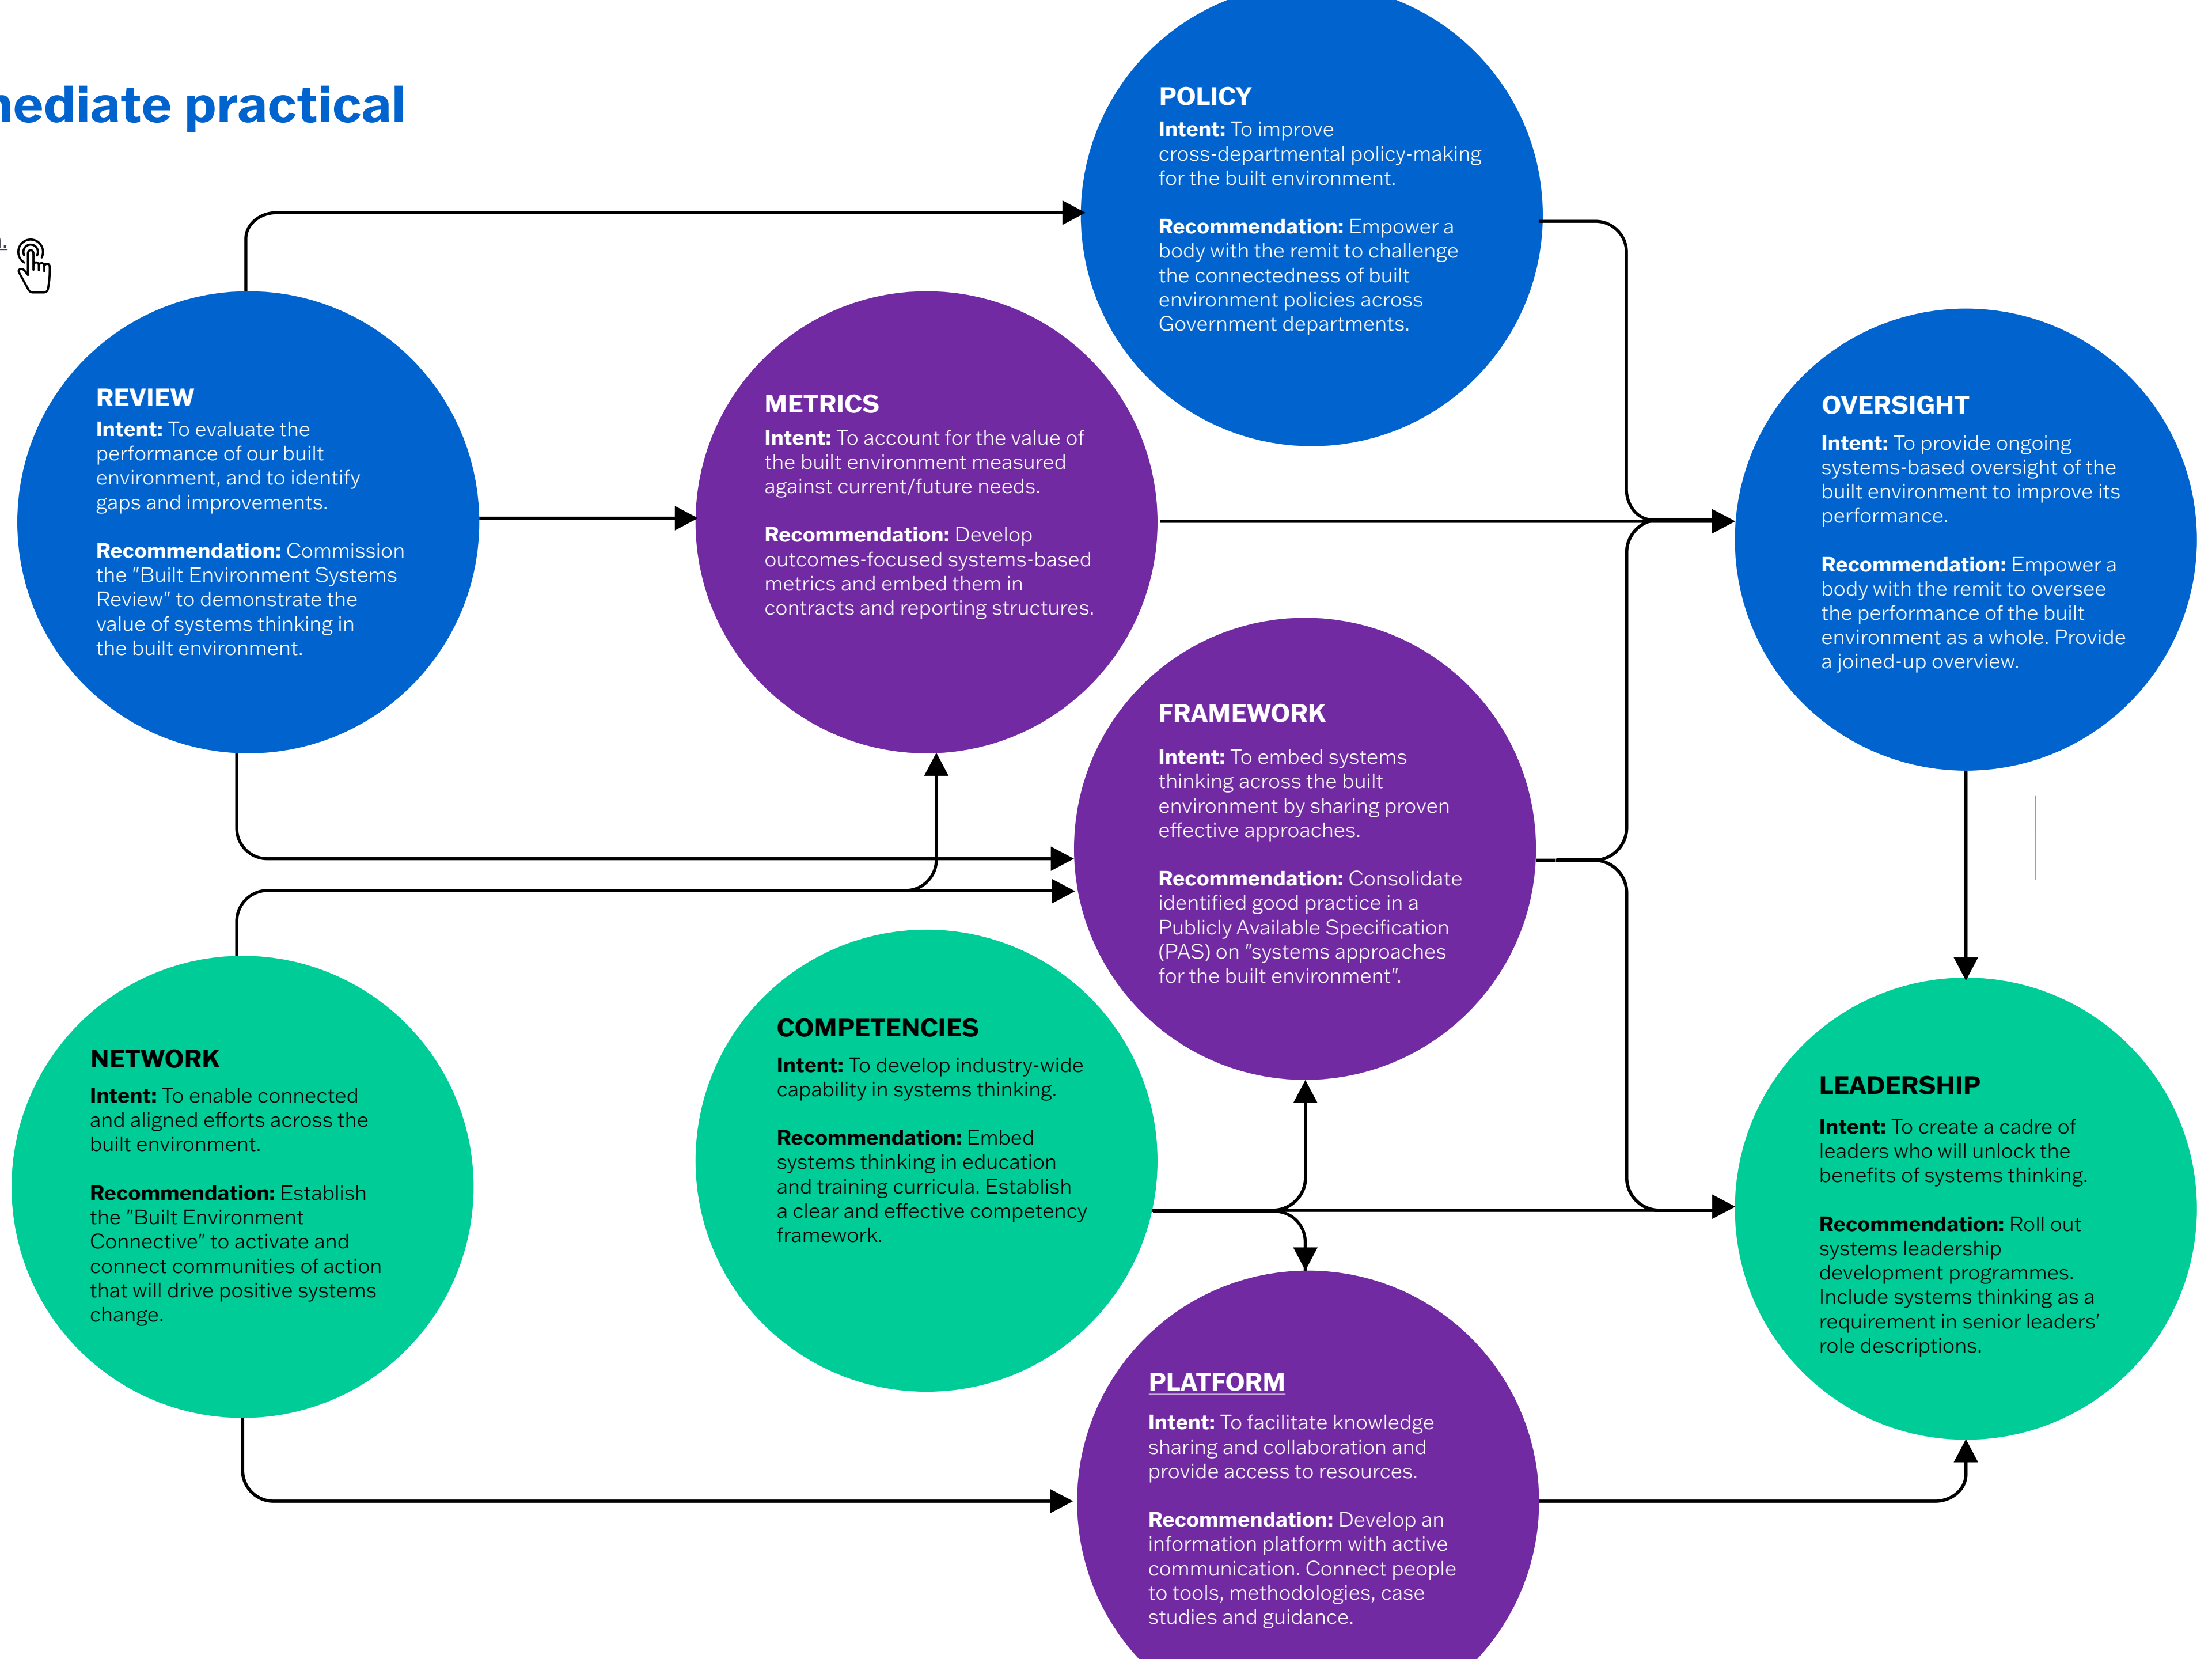 mediate practical
POLICY
Intent: To improve
cross-departmental policy-making
for the built environment.
Recommendation: Empower a
body with the remit to challenge
the connectedness of built
environment policies across
Government departments.
REVIEW
Intent: To evaluate the
performance of our built
environment, and to identify
gaps and improvements.
Recommendation: Commission
the "Built Environment Systems
Review" to demonstrate the
value of systems thinking in
the built environment.
METRICS
Intent: To account for the value of
the built environment measured
against current/future needs.
Recommendation: Develop
outcomes-focused systems-based
metrics and embed them in
contracts and reporting structures.
OVERSIGHT
Intent: To provide ongoing
systems-based oversight of the
built environment to improve its
performance.
Recommendation: Empower a
body with the remit to oversee
the performance of the built
environment as a whole. Provide
a joined-up overview.
FRAMEWORK
Intent: To embed systems
thinking across the built
environment by sharing proven
effective approaches.
Recommendation: Consolidate
identified good practice in a
Publicly Available Specification
(PAS) on "systems approaches
for the built environment".
NETWORK
Intent: To enable connected
and aligned efforts across the
built environment.
Recommendation: Establish
the "Built Environment
Connective" to activate and
connect communities of action
that will drive positive systems
change.
COMPETENCIES
Intent: To develop industry-wide
capability in systems thinking.
Recommendation: Embed
systems thinking in education
and training curricula. Establish
a clear and effective competency
framework.
LEADERSHIP
Intent: To create a cadre of
leaders who will unlock the
benefits of systems thinking.
Recommendation: Roll out
systems leadership
development programmes.
Include systems thinking as a
requirement in senior leaders'
role descriptions.
PLATFORM
Intent: To facilitate knowledge
sharing and collaboration and
provide access to resources.
Recommendation: Develop an
information platform with active
communication. Connect people
to tools, methodologies, case
studies and guidance.